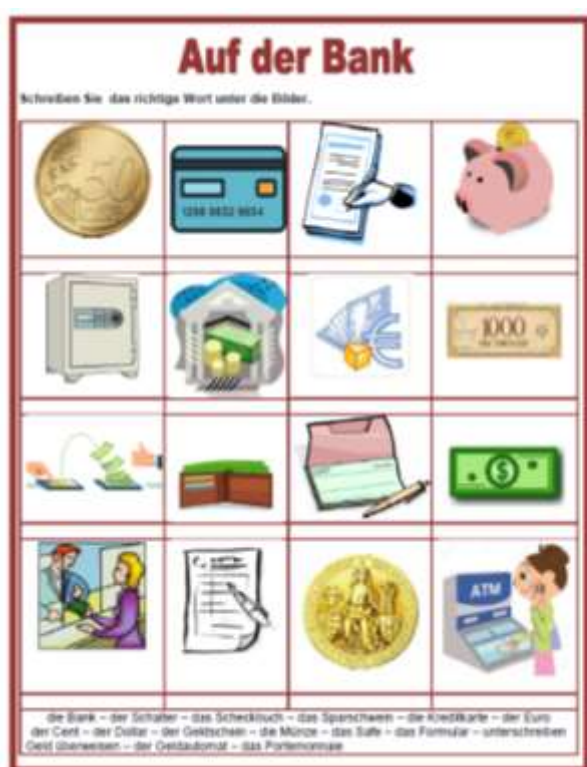 Auf der Bank
Schreiben Sie das richtige Wort unter die Bilder.
50
1000
$
ATM
die Bank – der Schalter – das Scheckbuch – das Sparschwein – die Kreditkarte – der Euro
der Cent – der Dollar – der Geldschein – die Münze – das Safe – das Formular – unterschreiben
Geld überweisen – der Geldautomat – das Portemonnaie